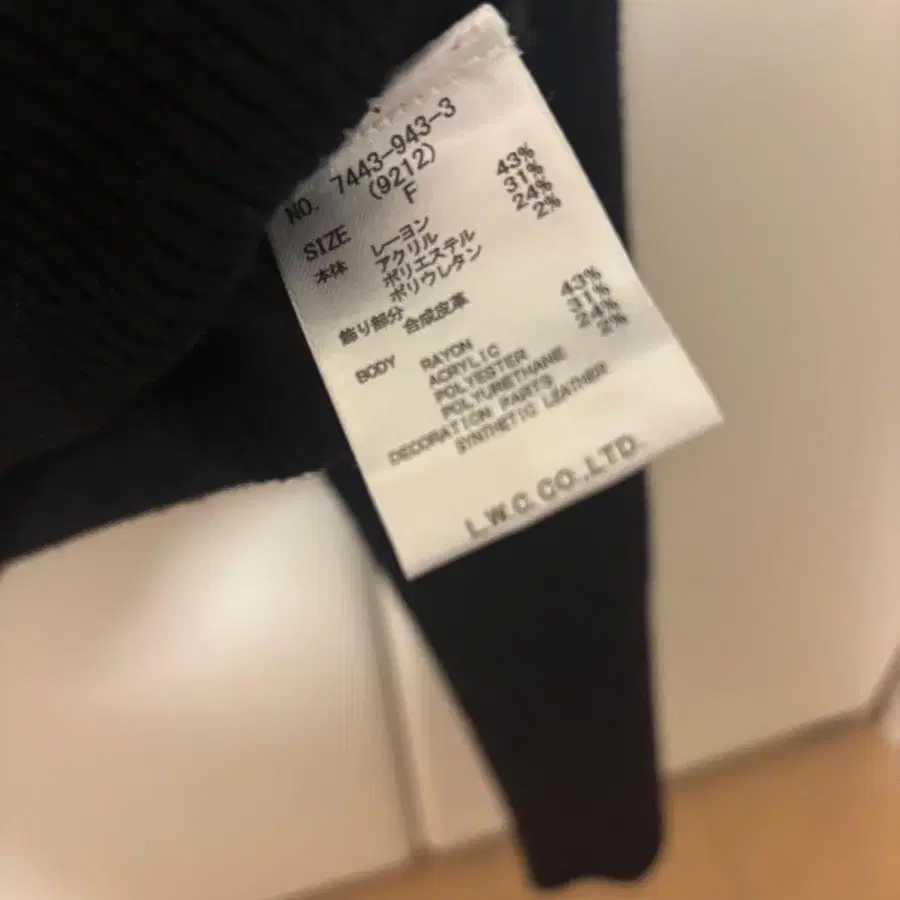 NO. 7443-943-3
(9212)
SIZE F
本体 レーヨン 43%
アクリル 31%
ポリエステル 24%
ポリウレタン 2%
飾り部分 合成皮革
BODY RAYON 43%
ACRYLIC 31%
POLYESTER 24%
POLYURETHANE 2%
DECORATION PARTS
SYNTHETIC LEATHER
L.W.C. CO.,LTD.